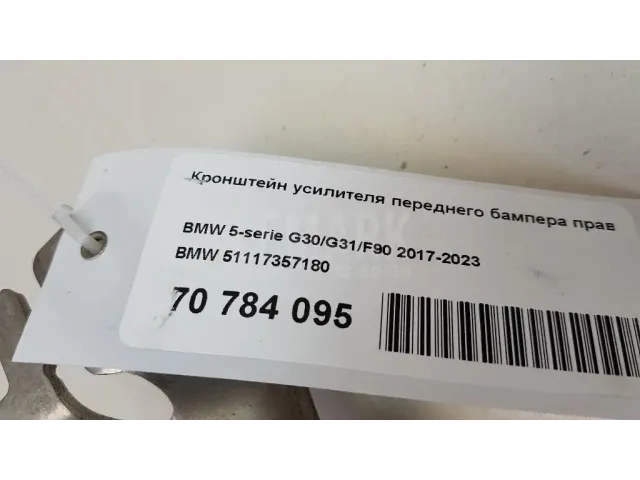 Кронштейн усилителя переднего бампера прав
BMW 5-serie G30/G31/F90 2017-2023
BMW 51117357180
70 784 095